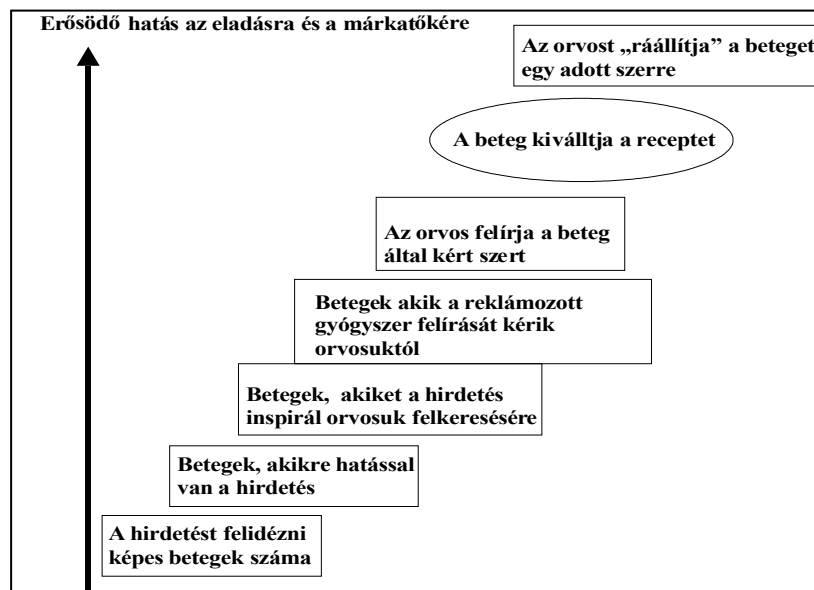 Erősödő hatás az eladásra és a márkatőkére
Az orvost „ráállítja” a beteget
egy adott szerre
A beteg kiválltja a receptet
Az orvos felírja a beteg
által kért szert
Betegek akik a reklámozott
gyógyszer felírását kérik
orvosuktól
Betegek, akiket a hirdetés
inspirál orvosuk felkeresésére
Betegek, akikre hatással
van a hirdetés
A hirdetést felidézni
képes betegek száma